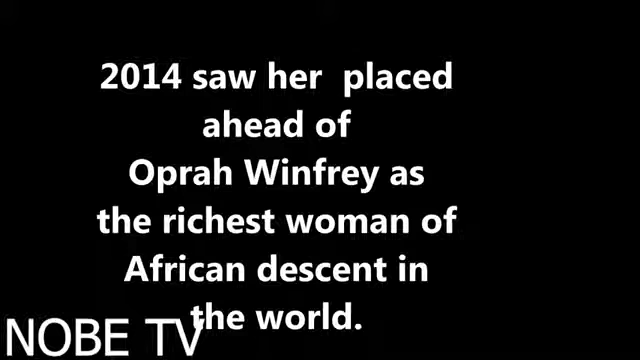 2014 saw her  placed
ahead of
Oprah Winfrey as
the richest woman of
African descent in
the world.
NOBE TV